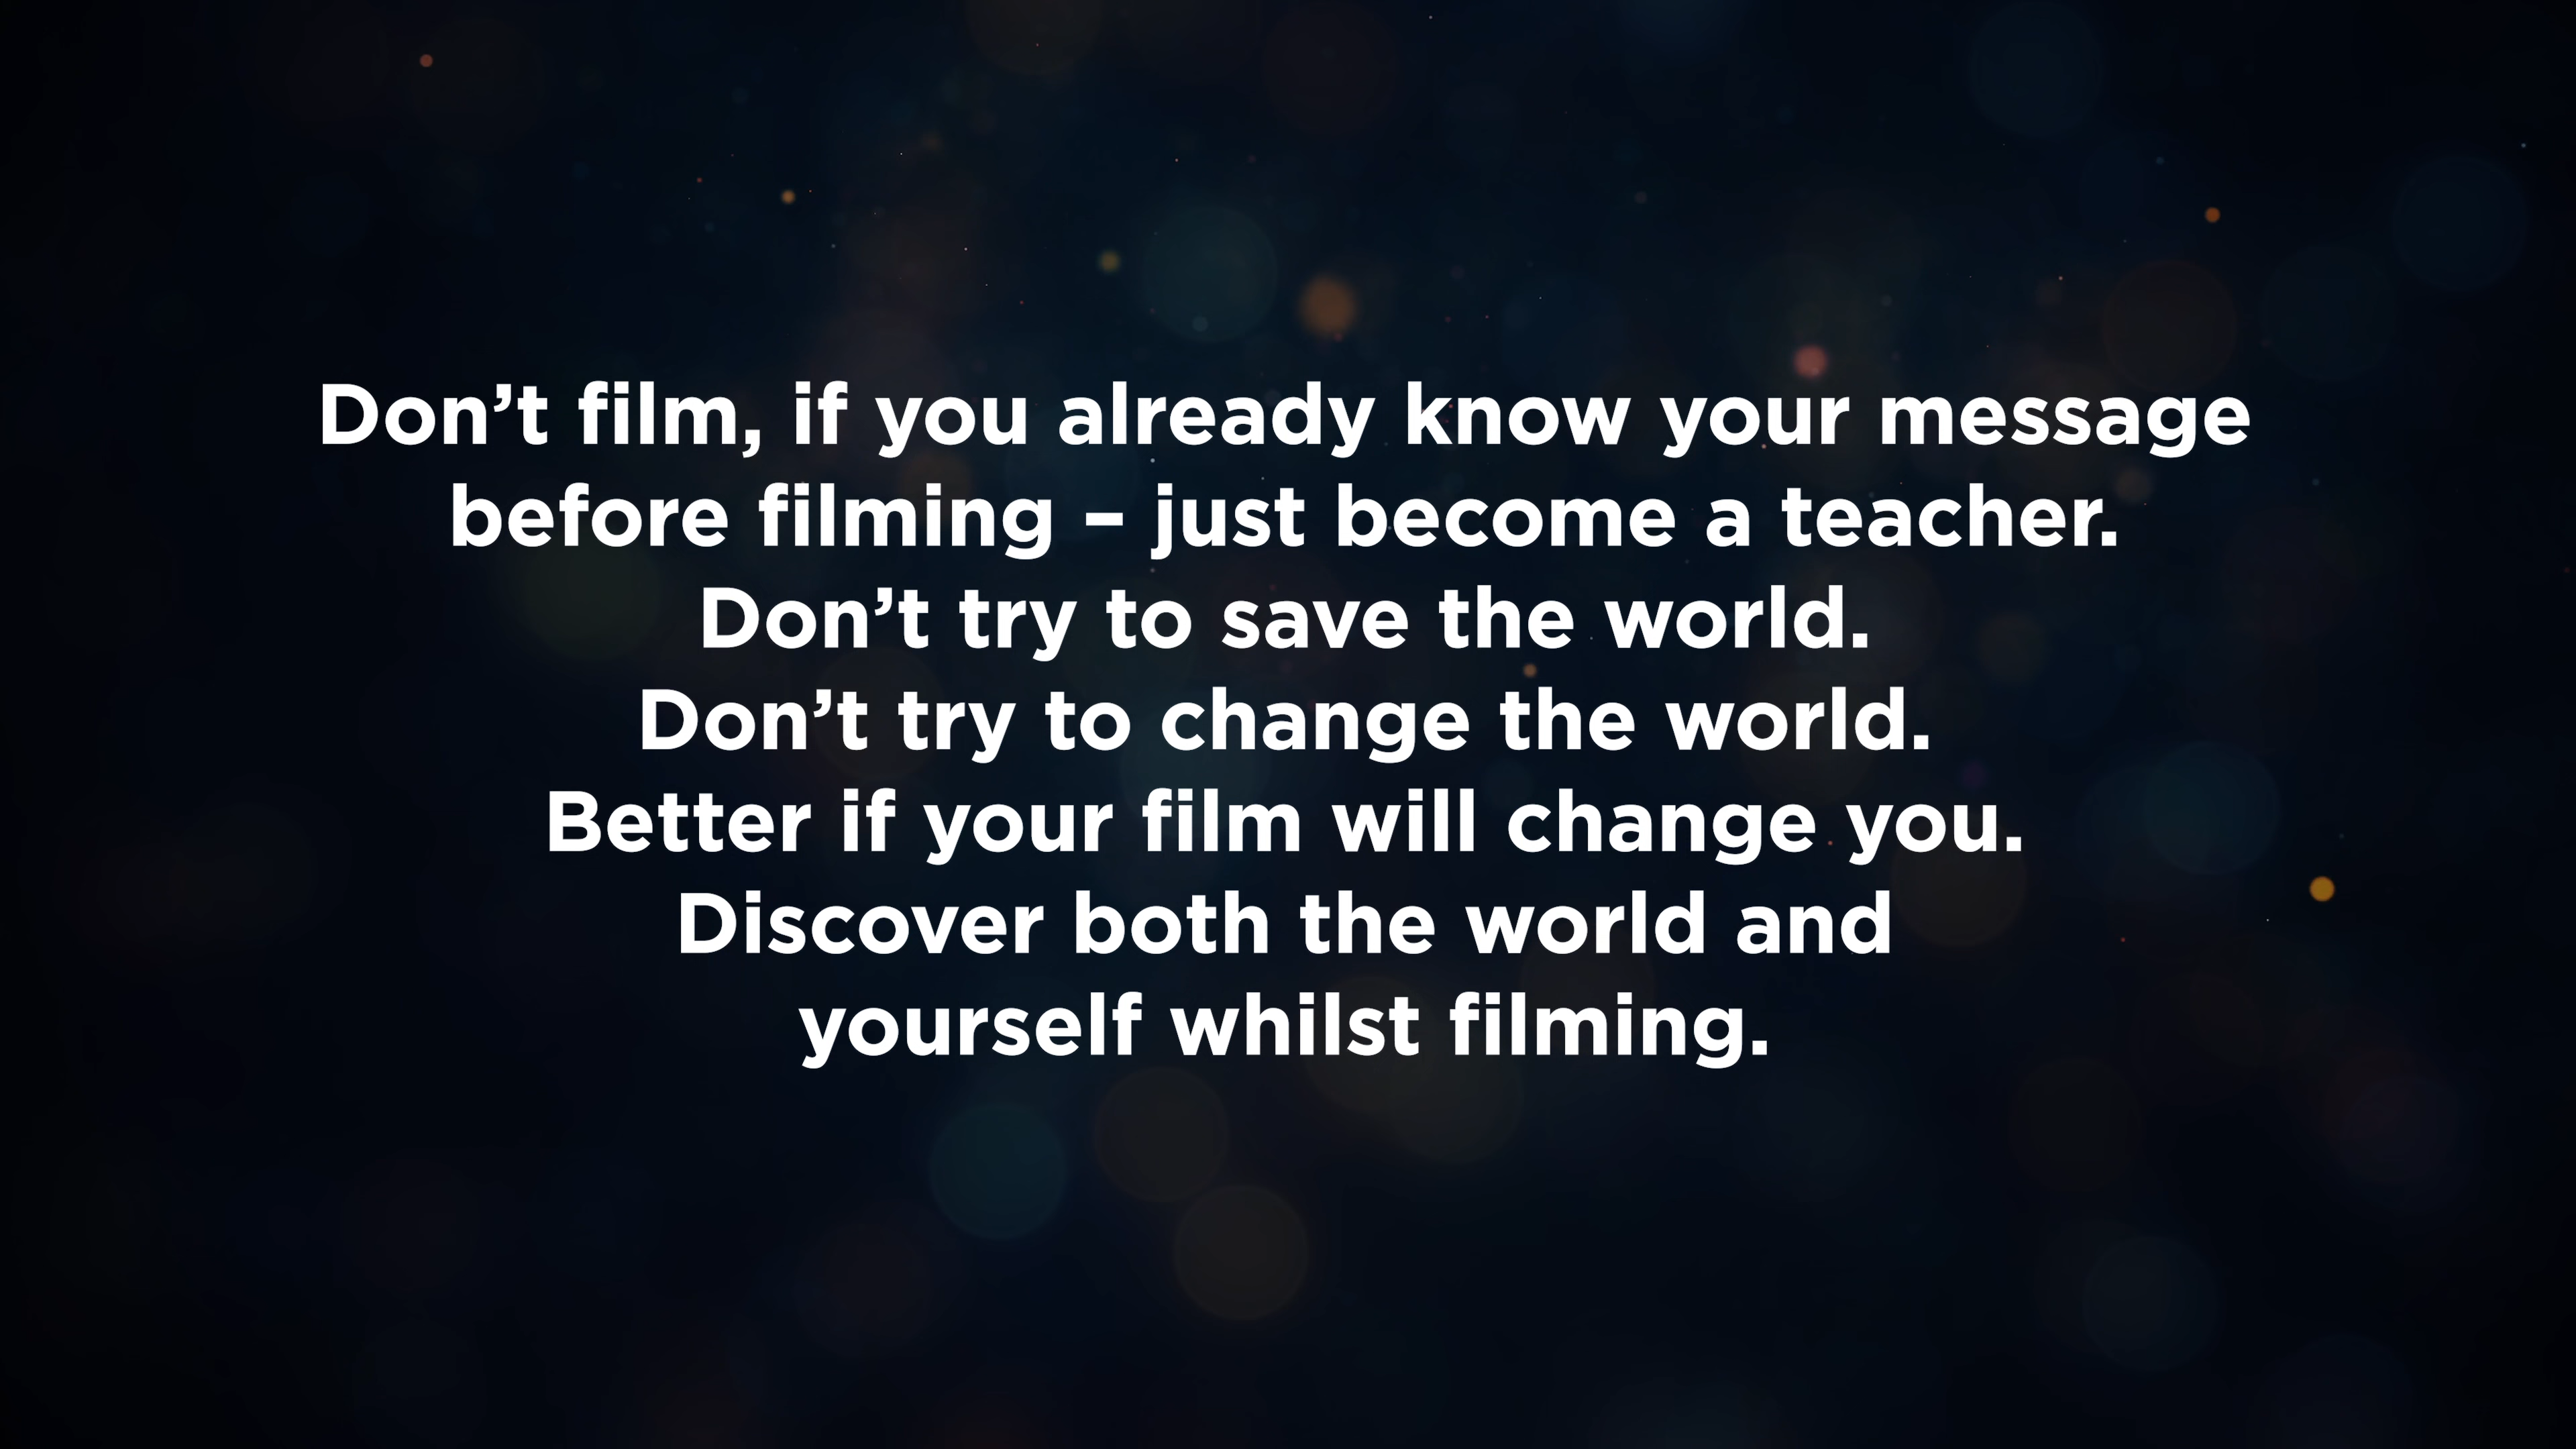 Don’t film, if you already know your message
before filming – just become a teacher.
Don’t try to save the world.
Don’t try to change the world.
Better if your film will change you.
Discover both the world and
yourself whilst filming.